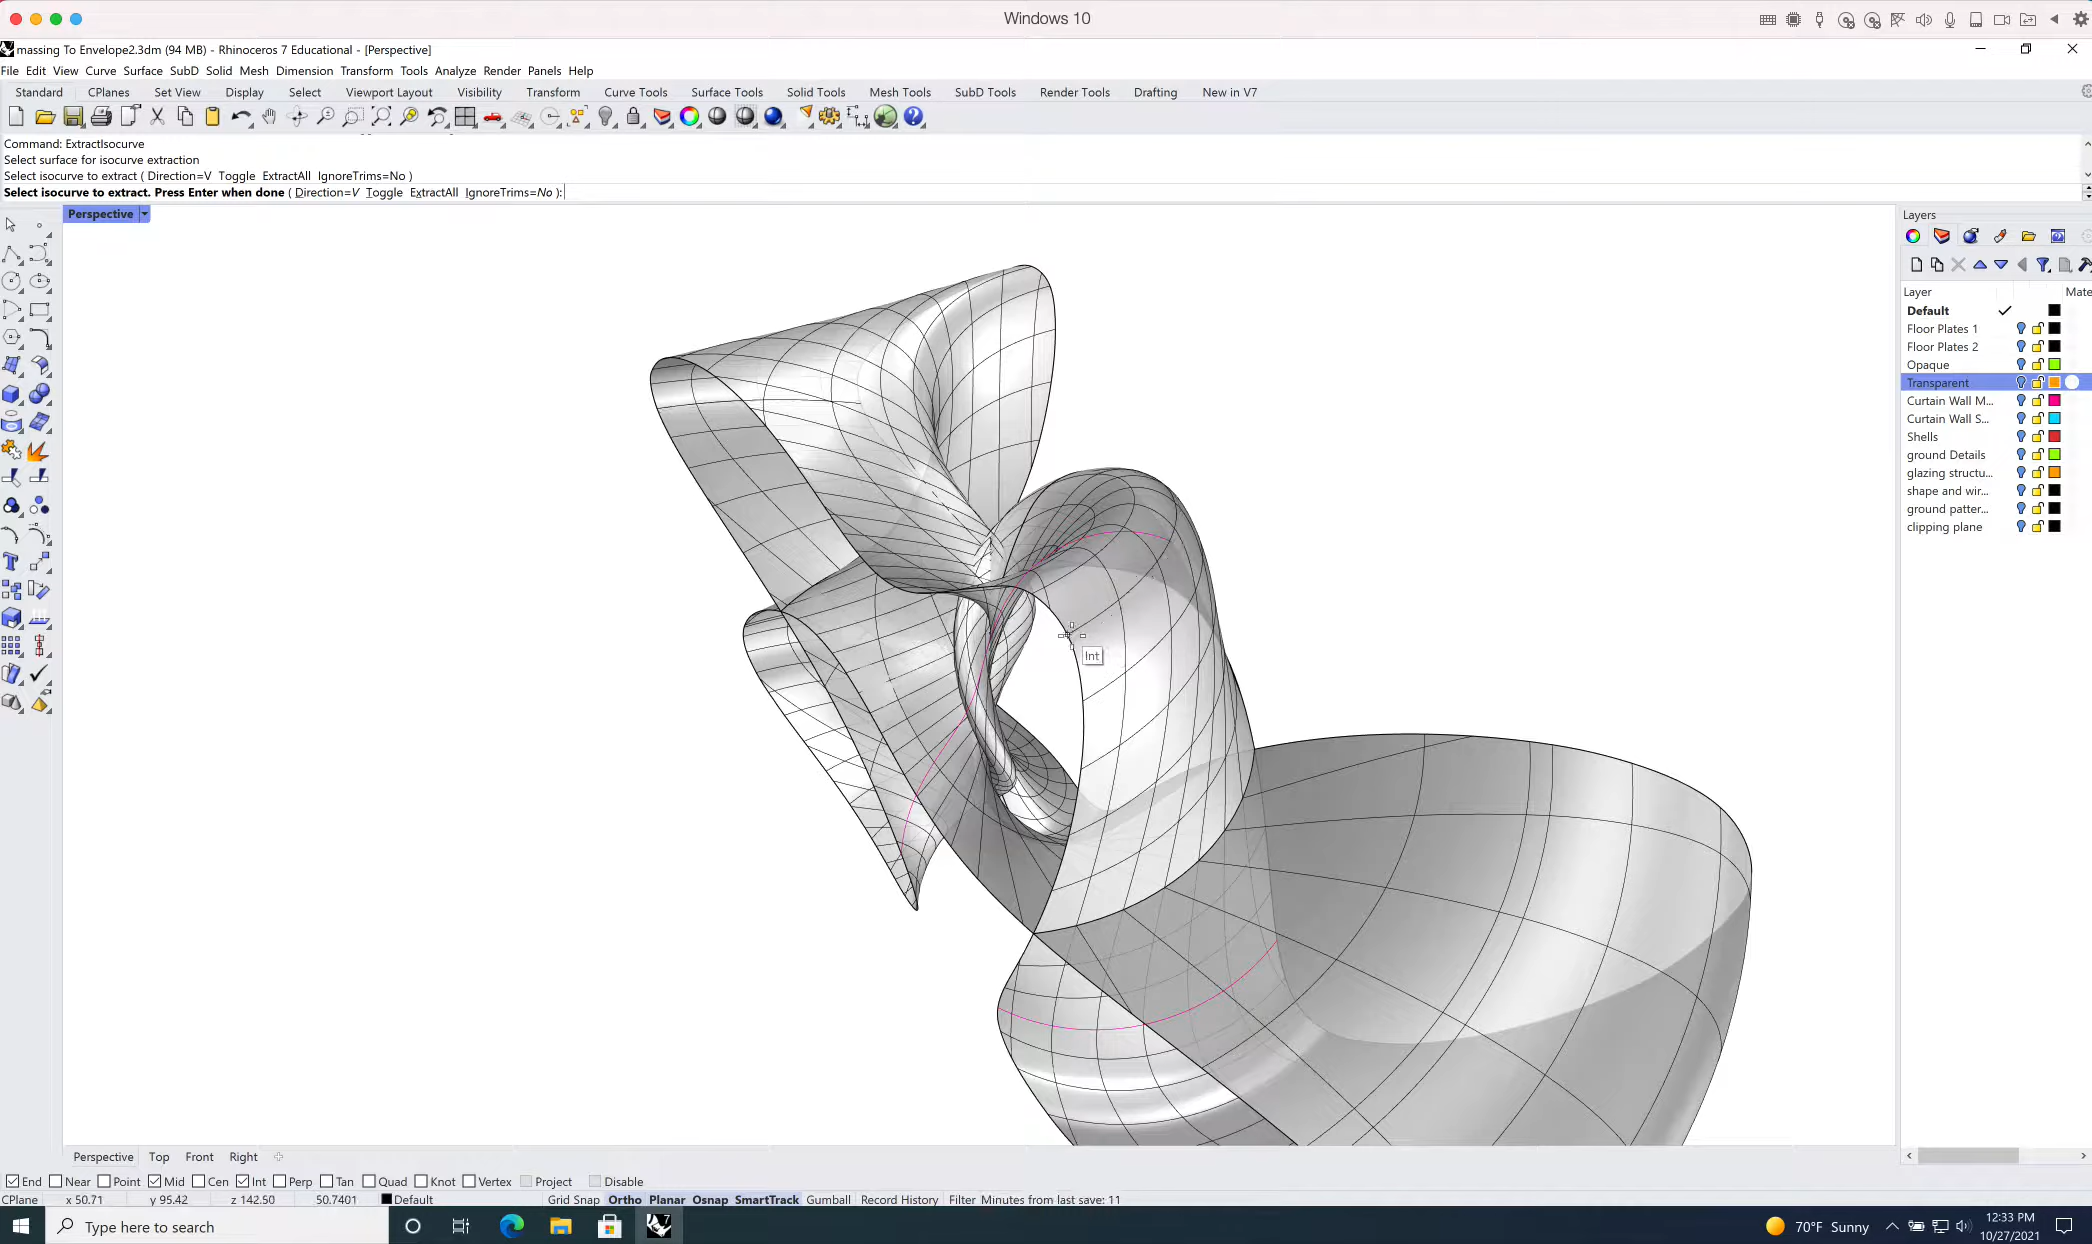 Windows 10
massing To Envelope2.3dm (94 MB) - Rhinoceros 7 Educational - [Perspective]
File Edit View Curve Surface SubD Solid Mesh Dimension Transform Tools Analyze Render Panels Help
Standard CPlanes Set View Display Select Viewport Layout Visibility Transform Curve Tools Surface Tools Solid Tools Mesh Tools SubD Tools Render Tools Drafting New in V7
Command: ExtractIsocurve
Select surface for isocurve extraction
Select isocurve to extract ( Direction=V Toggle ExtractAll IgnoreTrims=No )
Select isocurve to extract. Press Enter when done ( Direction=V Toggle ExtractAll IgnoreTrims=No ):
Perspective
Layers
Layer Mate
Default
Floor Plates 1
Floor Plates 2
Opaque
Transparent
Curtain Wall M...
Curtain Wall S...
Shells
ground Details
glazing structu...
shape and wir...
ground patter...
clipping plane
Int
Perspective Top Front Right
End Near Point Mid Cen Int Perp Tan Quad Knot Vertex Project Disable
CPlane x 50.71 y 95.42 z 142.50 50.7401 Default Grid Snap Ortho Planar Osnap SmartTrack Gumball Record History Filter Minutes from last save: 11
Type here to search
70°F Sunny
12:33 PM
10/27/2021